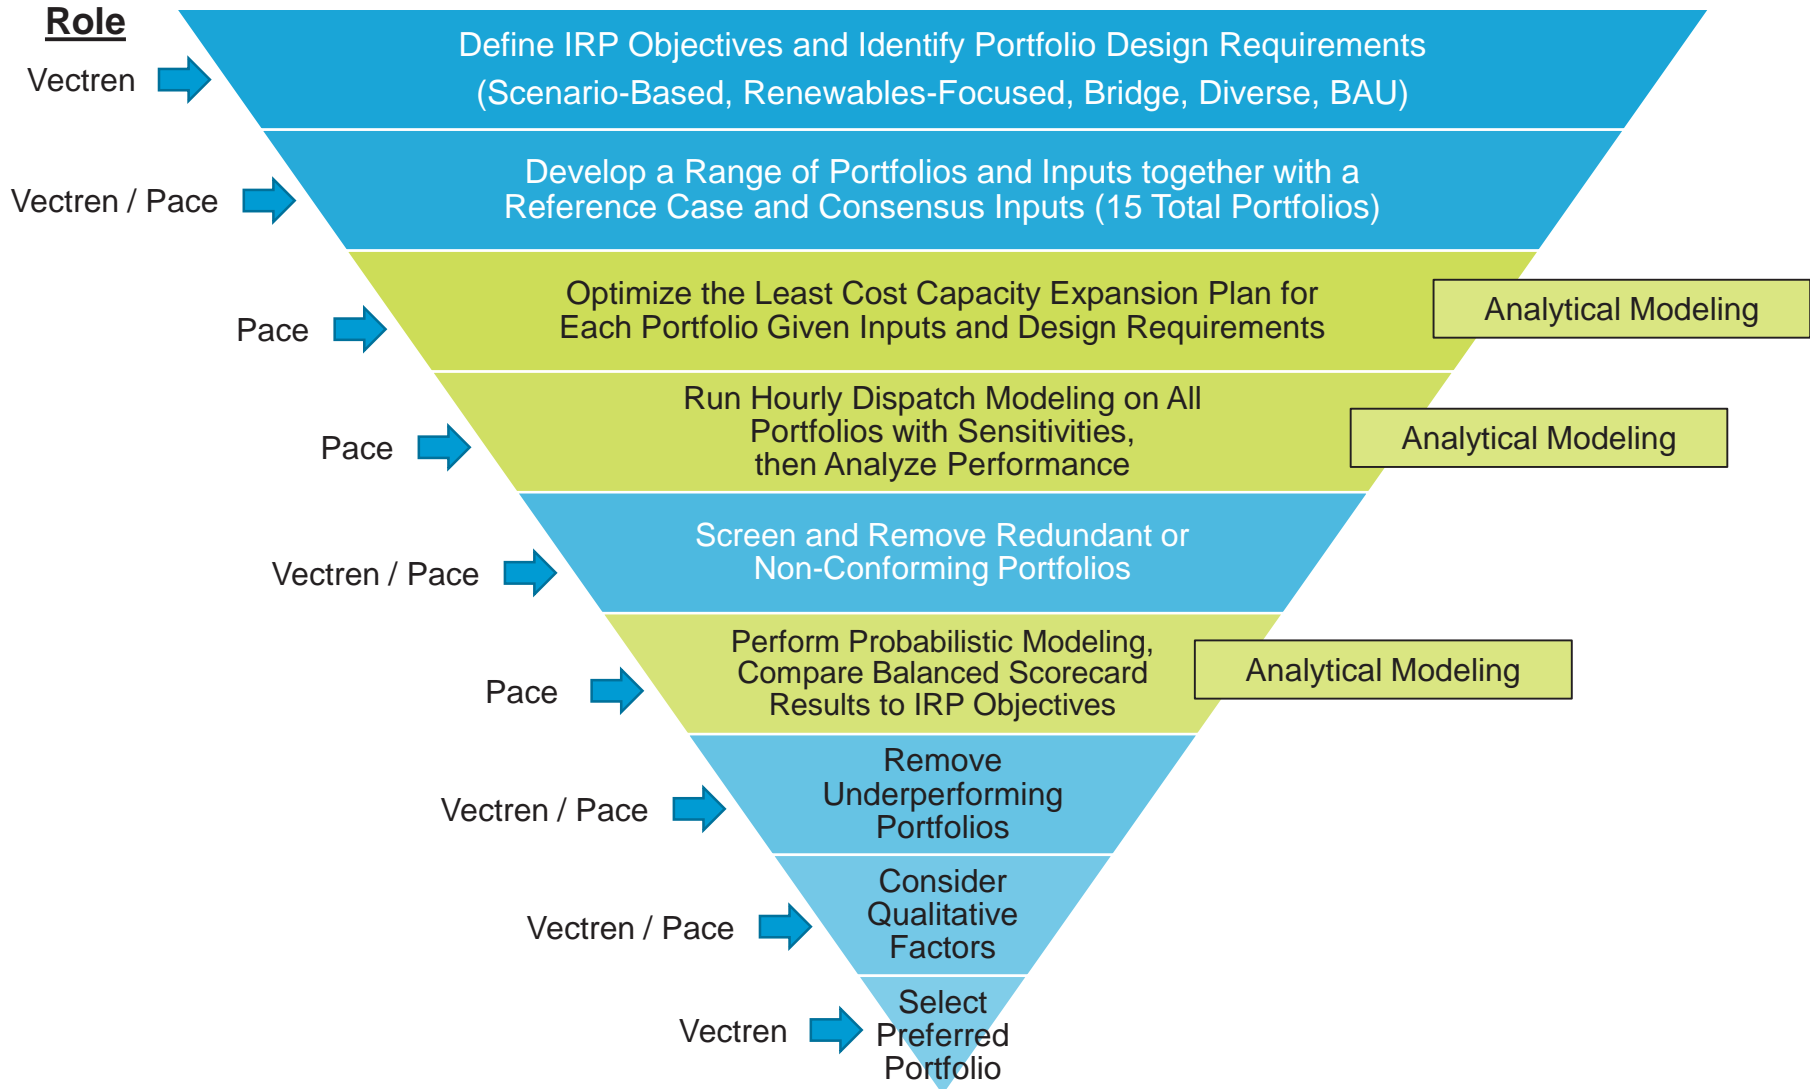 Role
Vectren
Define IRP Objectives and Identify Portfolio Design Requirements
(Scenario-Based, Renewables-Focused, Bridge, Diverse, BAU)
Vectren / Pace
Develop a Range of Portfolios and Inputs together with a
Reference Case and Consensus Inputs (15 Total Portfolios)
Pace
Optimize the Least Cost Capacity Expansion Plan for
Each Portfolio Given Inputs and Design Requirements
Analytical Modeling
Pace
Run Hourly Dispatch Modeling on All
Portfolios with Sensitivities,
then Analyze Performance
Analytical Modeling
Vectren / Pace
Screen and Remove Redundant or
Non-Conforming Portfolios
Pace
Perform Probabilistic Modeling,
Compare Balanced Scorecard
Results to IRP Objectives
Analytical Modeling
Vectren / Pace
Remove
Underperforming
Portfolios
Vectren / Pace
Consider
Qualitative
Factors
Vectren
Select
Preferred
Portfolio